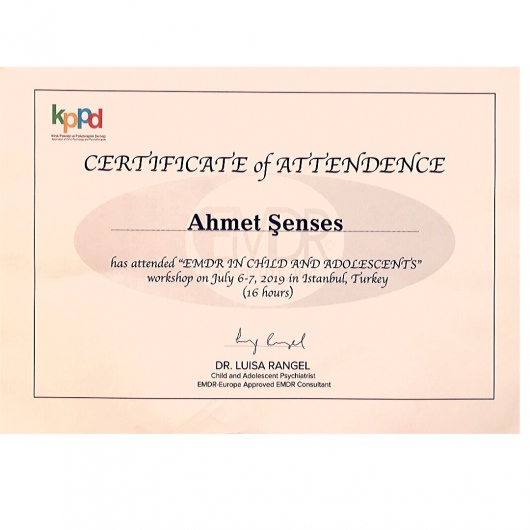 kppd
CERTIFICATE of ATTENDENCE
EMDR
Ahmet Şenses
has attended "EMDR IN CHILD AND ADOLESCENTS"
workshop on July 6-7, 2019 in Istanbul, Turkey
(16 hours)
DR. LUISA RANGEL
Child and Adolescent Psychiatrist
EMDR-Europe Approved EMDR Consultant